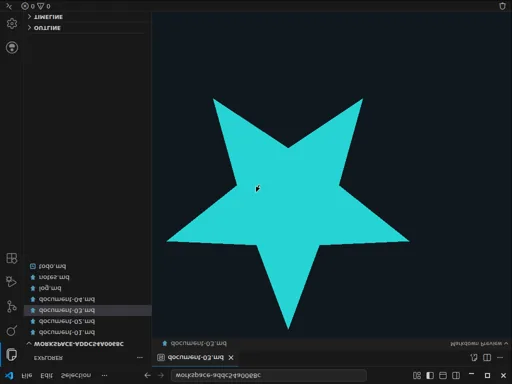 File Edit Selection ··· workspace-addc54a0068c
EXPLORER ···
document-03.md
WORKSPACE-ADDC54A0068C
document-03.md
Markdown Preview
document-01.md
document-02.md
document-03.md
document-04.md
log.md
notes.md
todo.md
OUTLINE
TIMELINE
0 0